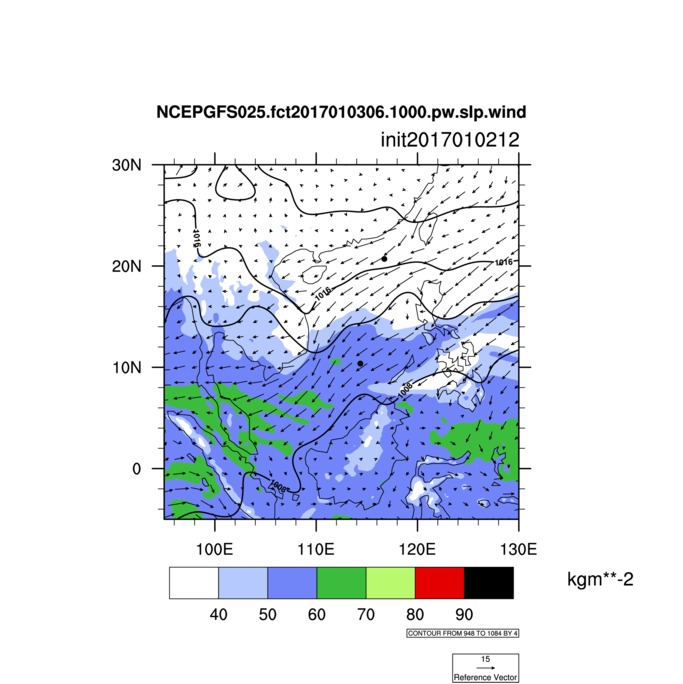 NCEPGFS025.fct2017010306.1000.pw.slp.wind
init2017010212
30N
1016
20N
1016
1016
10N
1008
0
1008
100E 110E 120E 130E
kgm**-2
40 50 60 70 80 90
CONTOUR FROM 948 TO 1084 BY 4
15
Reference Vector